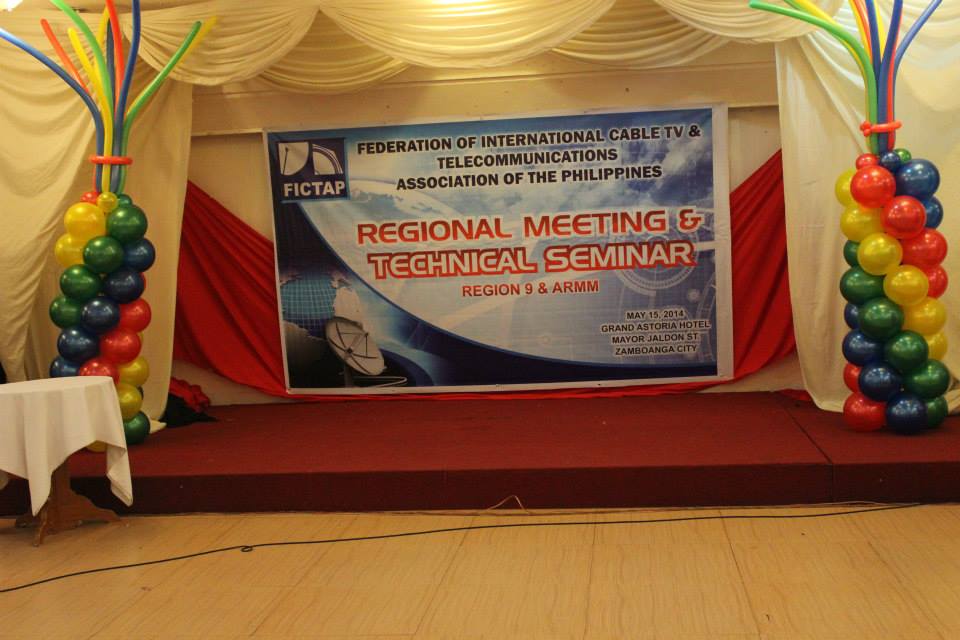 FICTAP
FEDERATION OF INTERNATIONAL CABLE TV &
TELECOMMUNICATIONS
ASSOCIATION OF THE PHILIPPINES
REGIONAL MEETING &
TECHNICAL SEMINAR
REGION 9 & ARMM
MAY 15, 2014
GRAND ASTORIA HOTEL
MAYOR JALDON ST.
ZAMBOANGA CITY